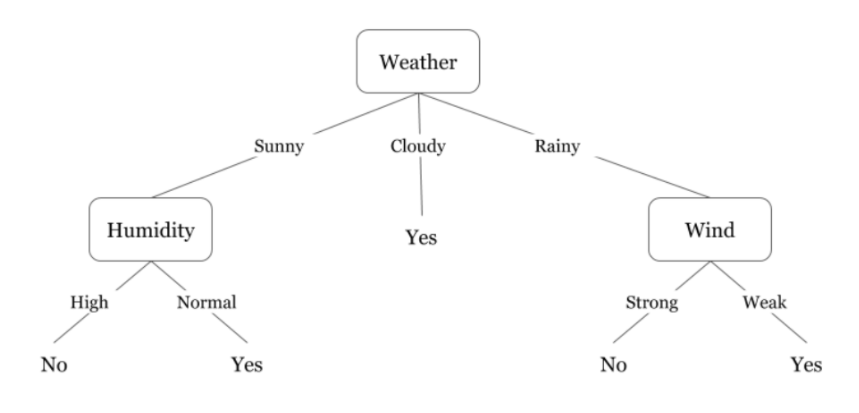 Weather
Sunny Cloudy Rainy
Humidity Yes Wind
High Normal Strong Weak
No Yes No Yes